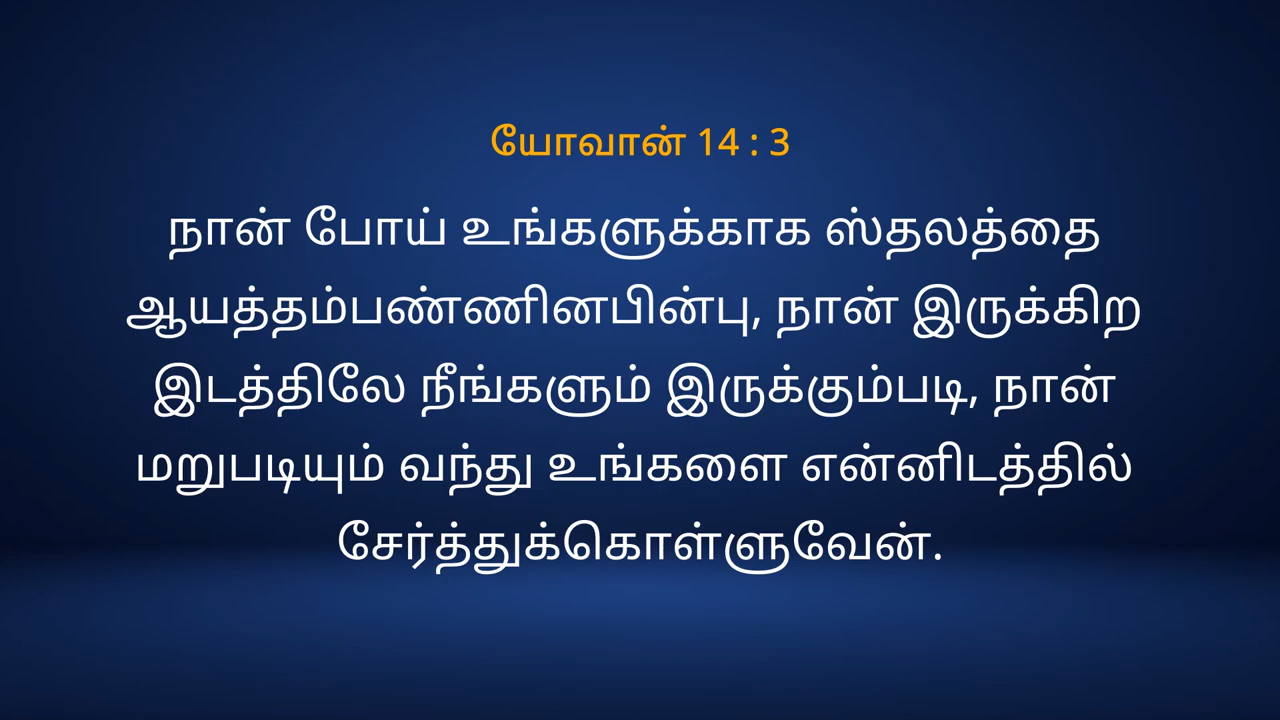 யோவான் 14 : 3
நான் போய் உங்களுக்காக ஸ்தலத்தை
ஆயத்தம்பண்ணினபின்பு, நான் இருக்கிற
இடத்திலே நீங்களும் இருக்கும்படி, நான்
மறுபடியும் வந்து உங்களை என்னிடத்தில்
சேர்த்துக்கொள்ளுவேன்.